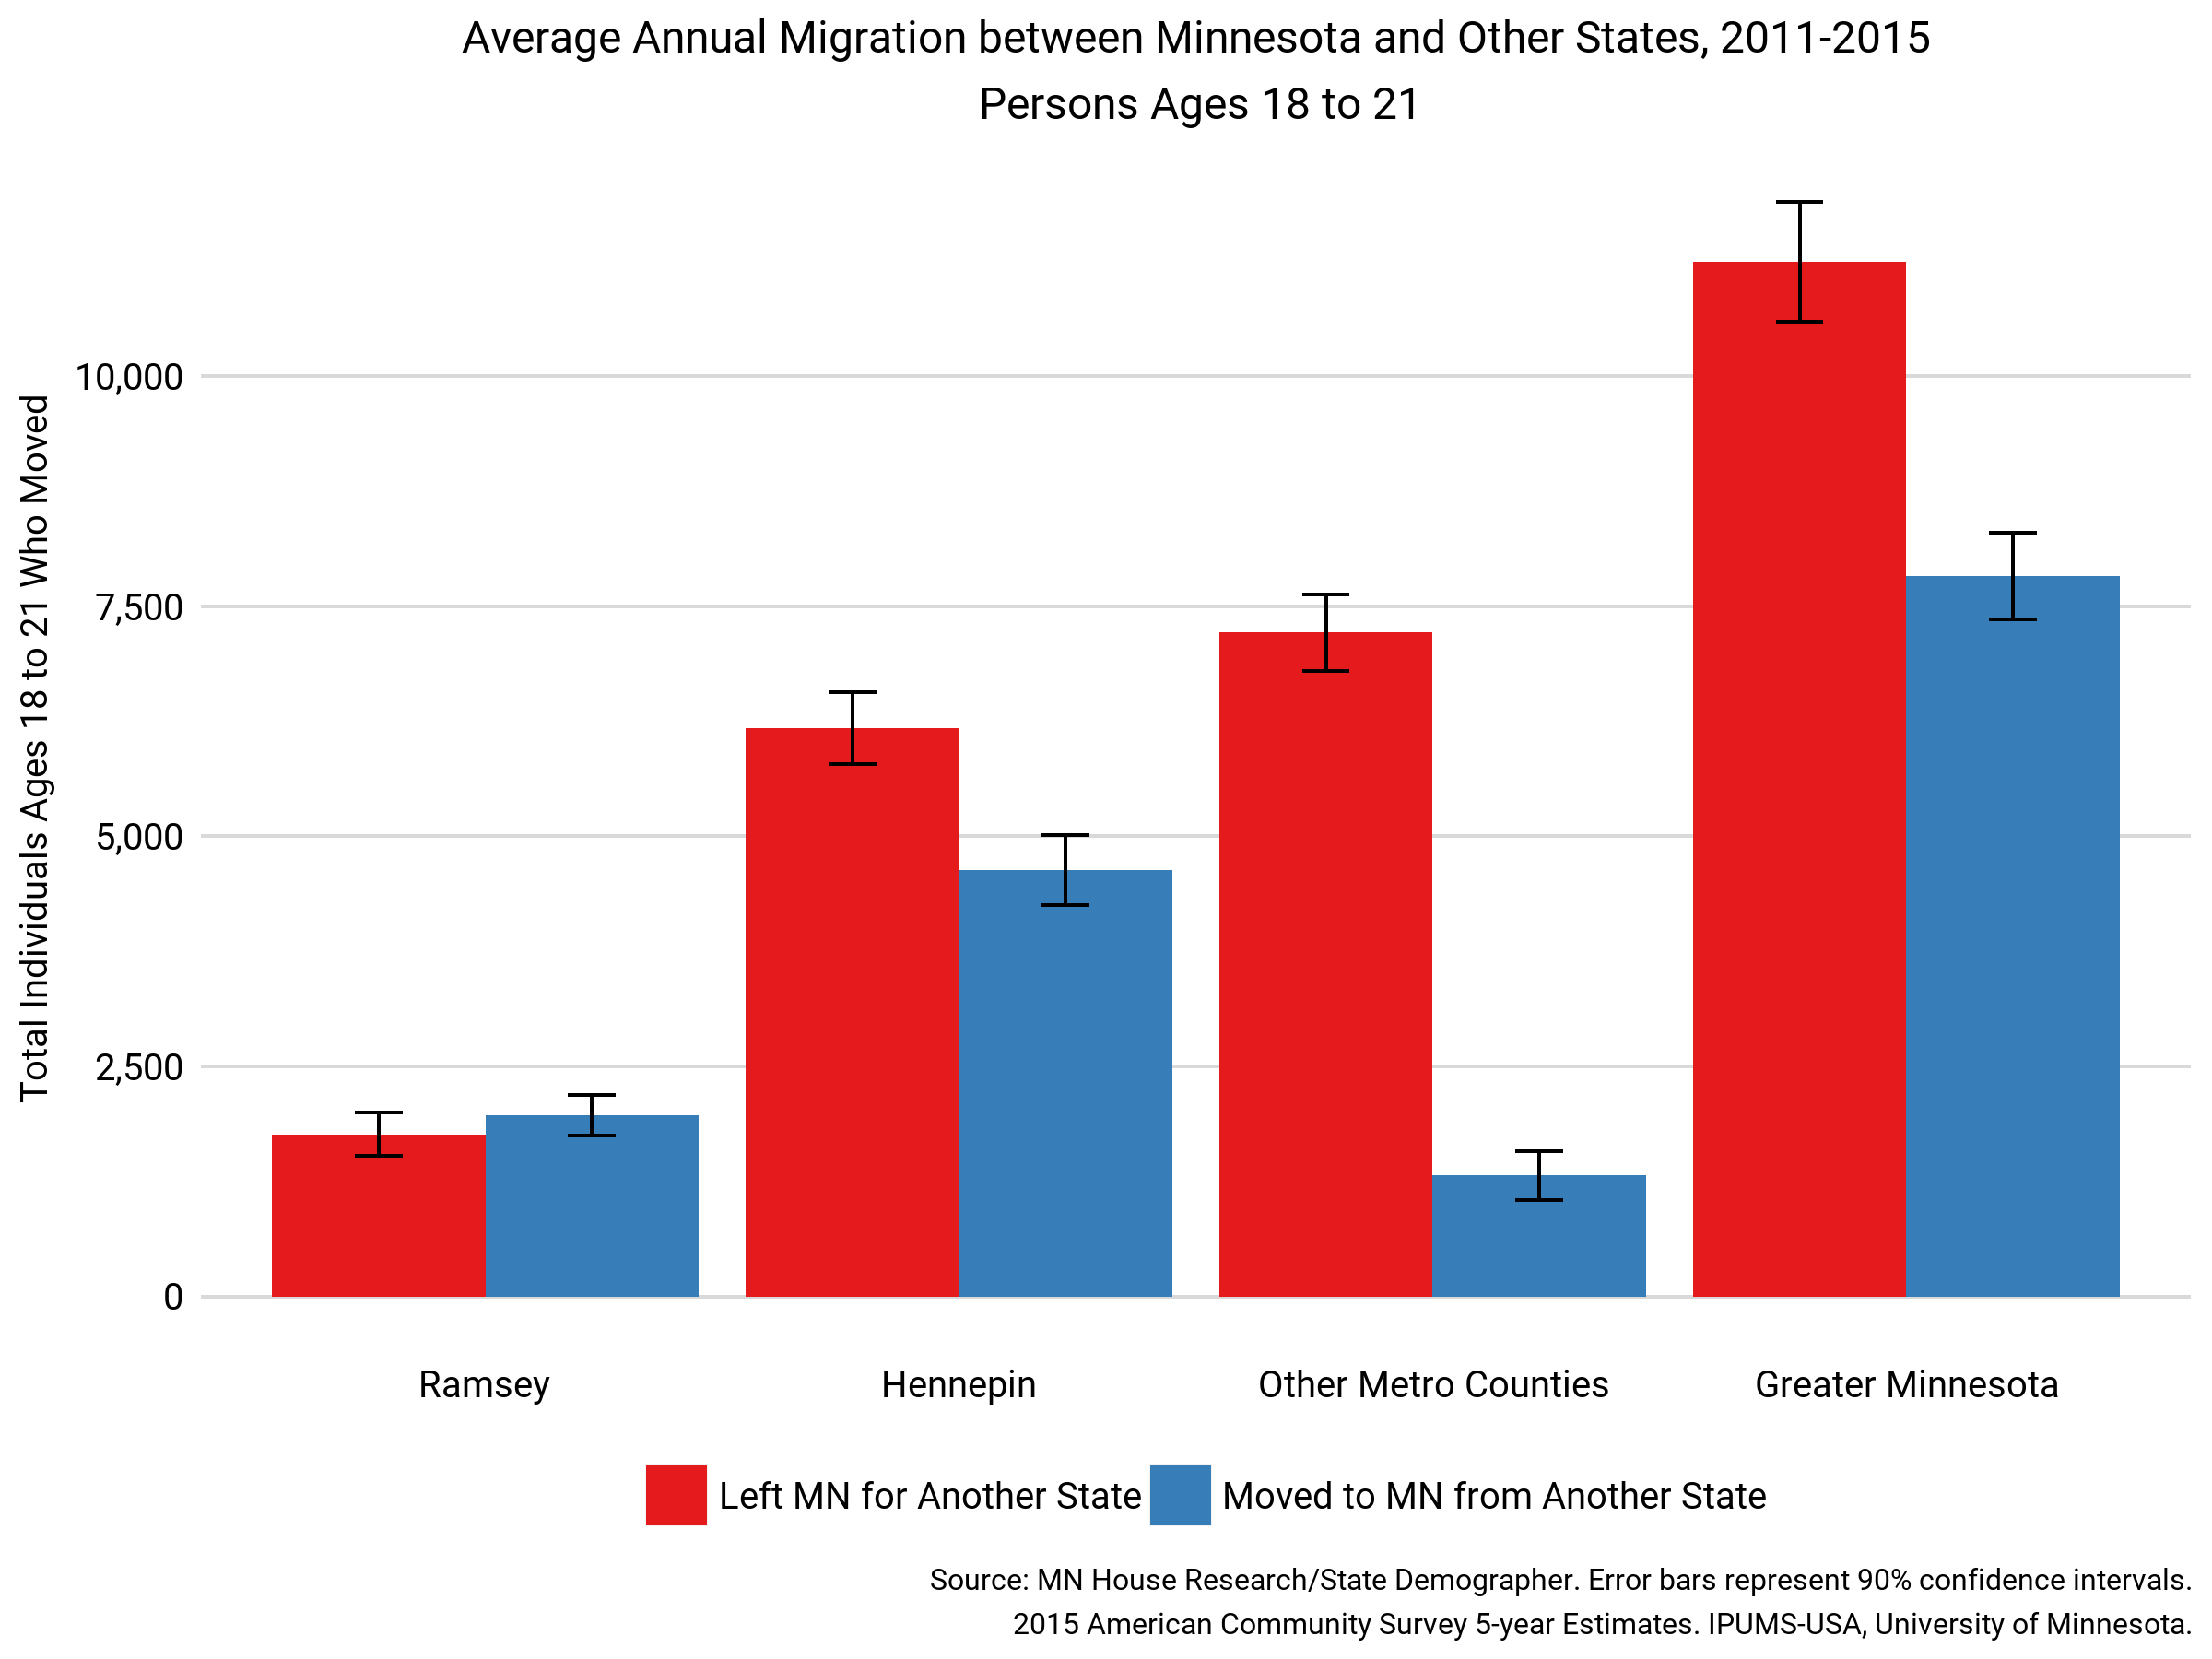 Average Annual Migration between Minnesota and Other States, 2011-2015
Persons Ages 18 to 21
Total Individuals Ages 18 to 21 Who Moved
10,000
7,500
5,000
2,500
0
Ramsey
Hennepin
Other Metro Counties
Greater Minnesota
Left MN for Another State
Moved to MN from Another State
Source: MN House Research/State Demographer. Error bars represent 90% confidence intervals.
2015 American Community Survey 5-year Estimates. IPUMS-USA, University of Minnesota.